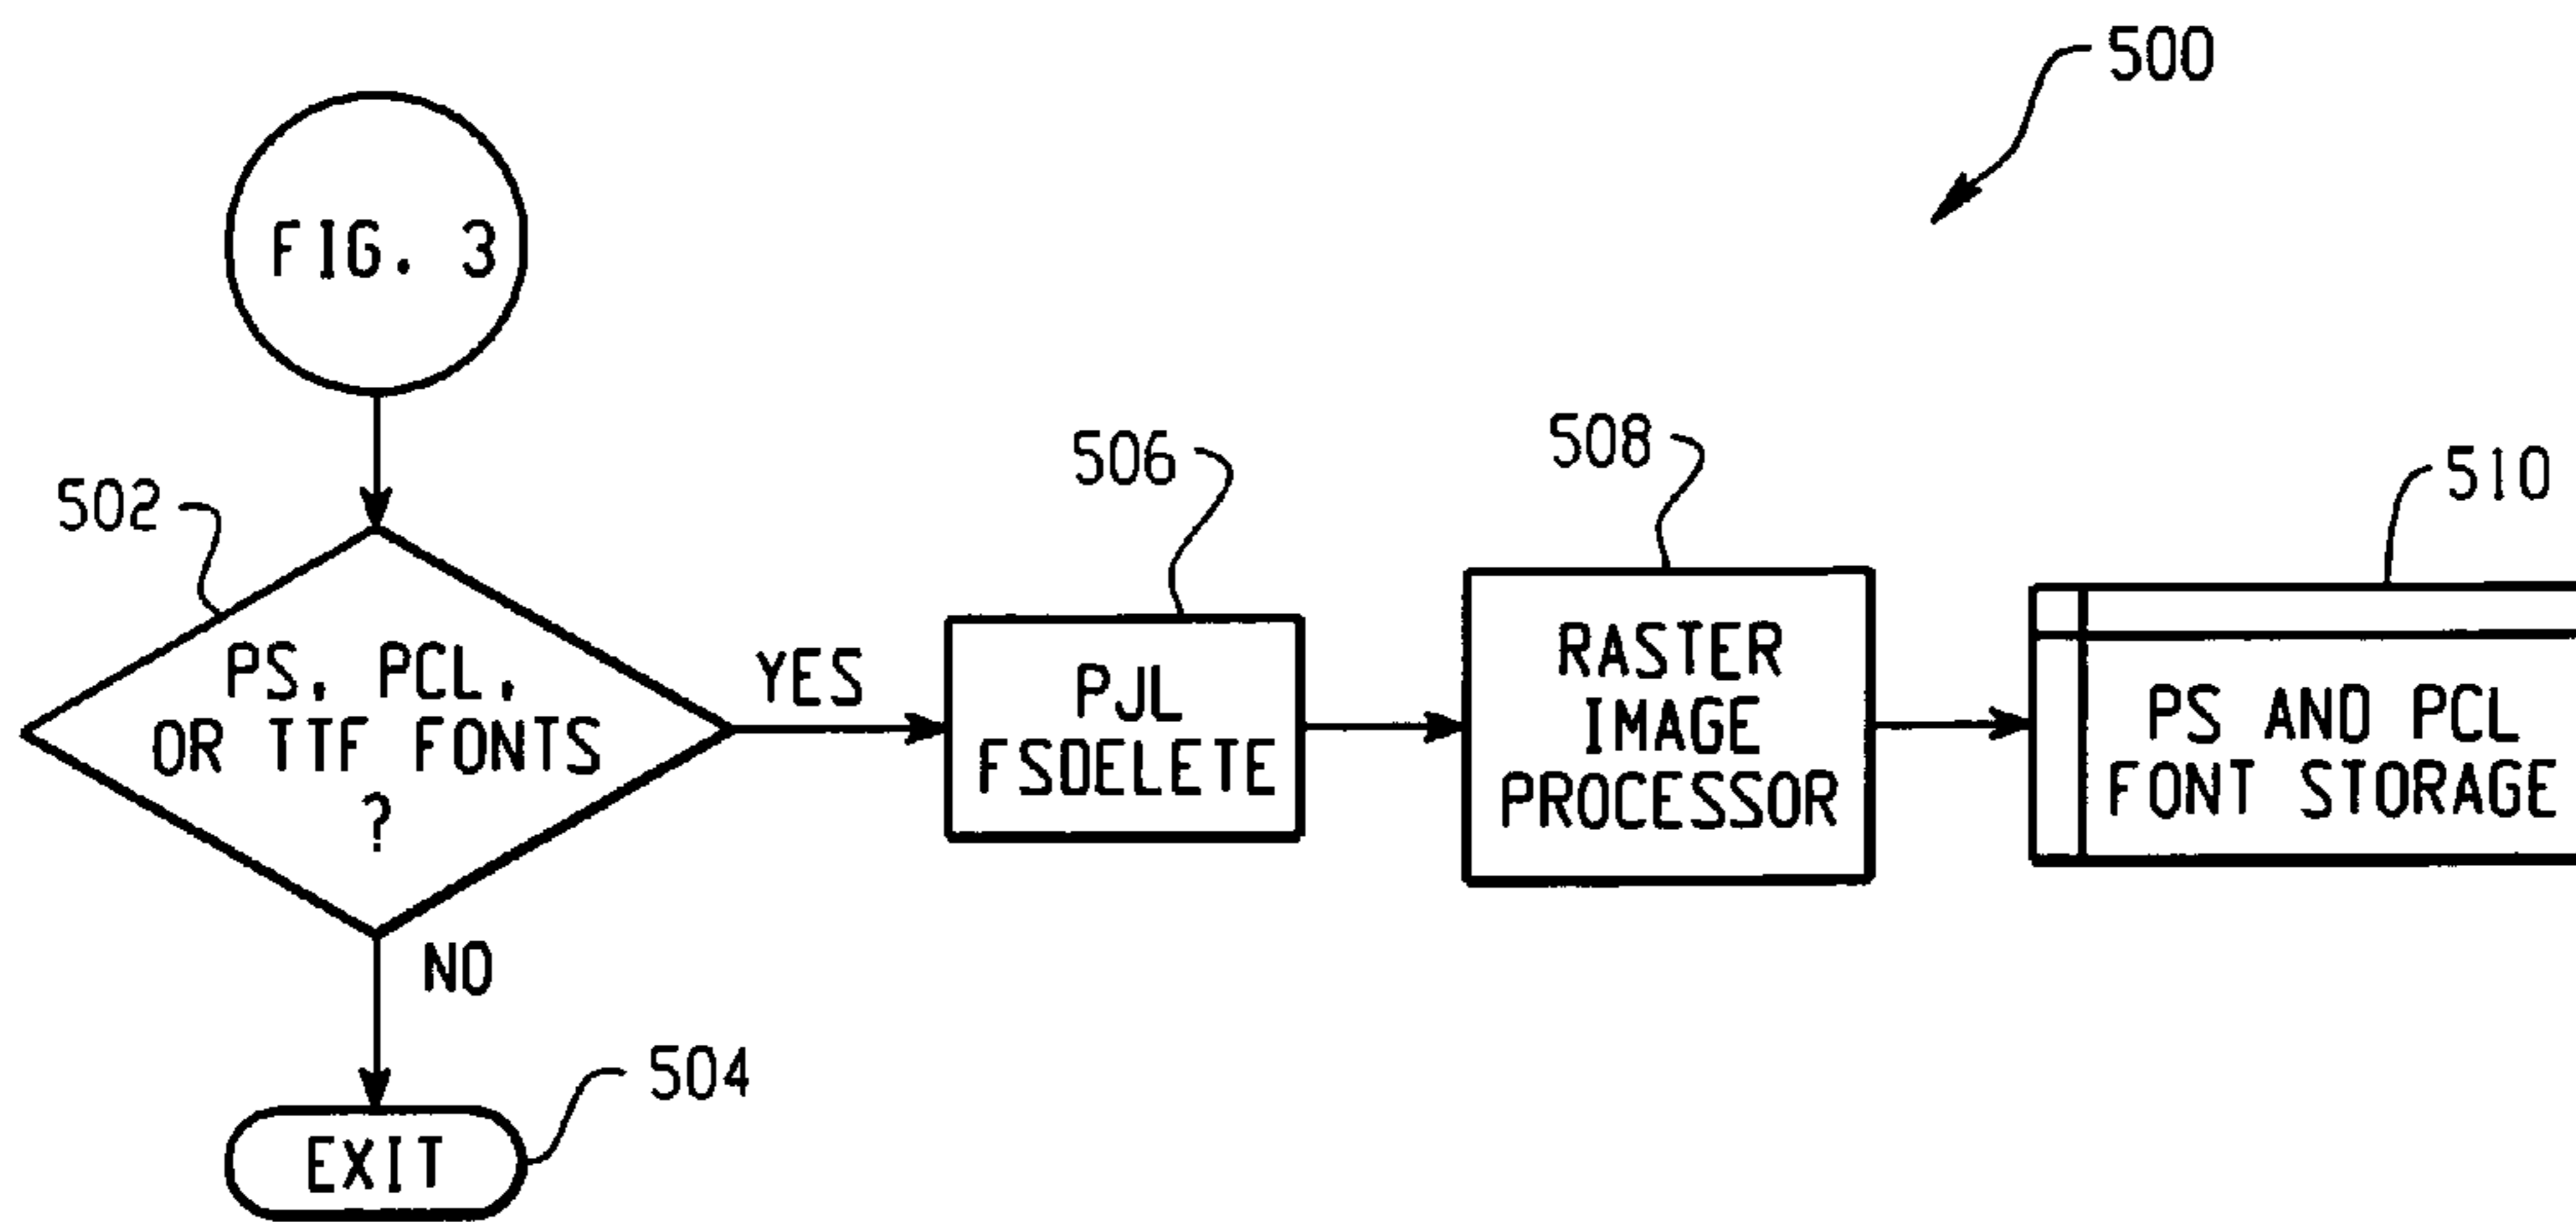 500
FIG. 3
506
508
510
502
PS, PCL,
OR TTF FONTS
?
YES
PJL
FSDELETE
RASTER
IMAGE
PROCESSOR
PS AND PCL
FONT STORAGE
NO
504
EXIT